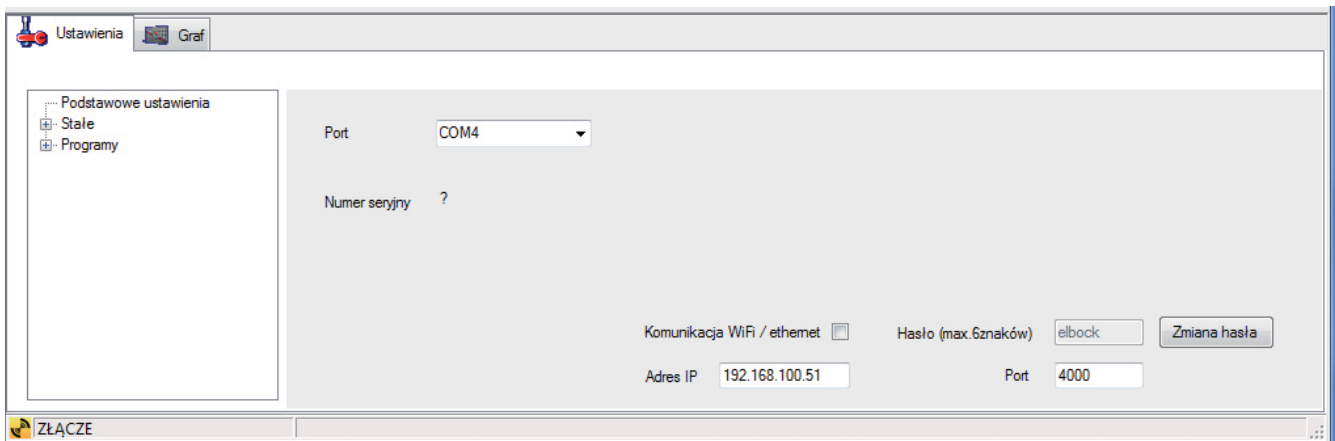 Ustawienia
Graf
Podstawowe ustawienia
Stałe
Programy
Port COM4
Numer seryjny ?
Komunikacja WiFi / ethernet Hasło (max.6znaków) elbock Zmiana hasła
Adres IP 192.168.100.51 Port 4000
ZŁĄCZE